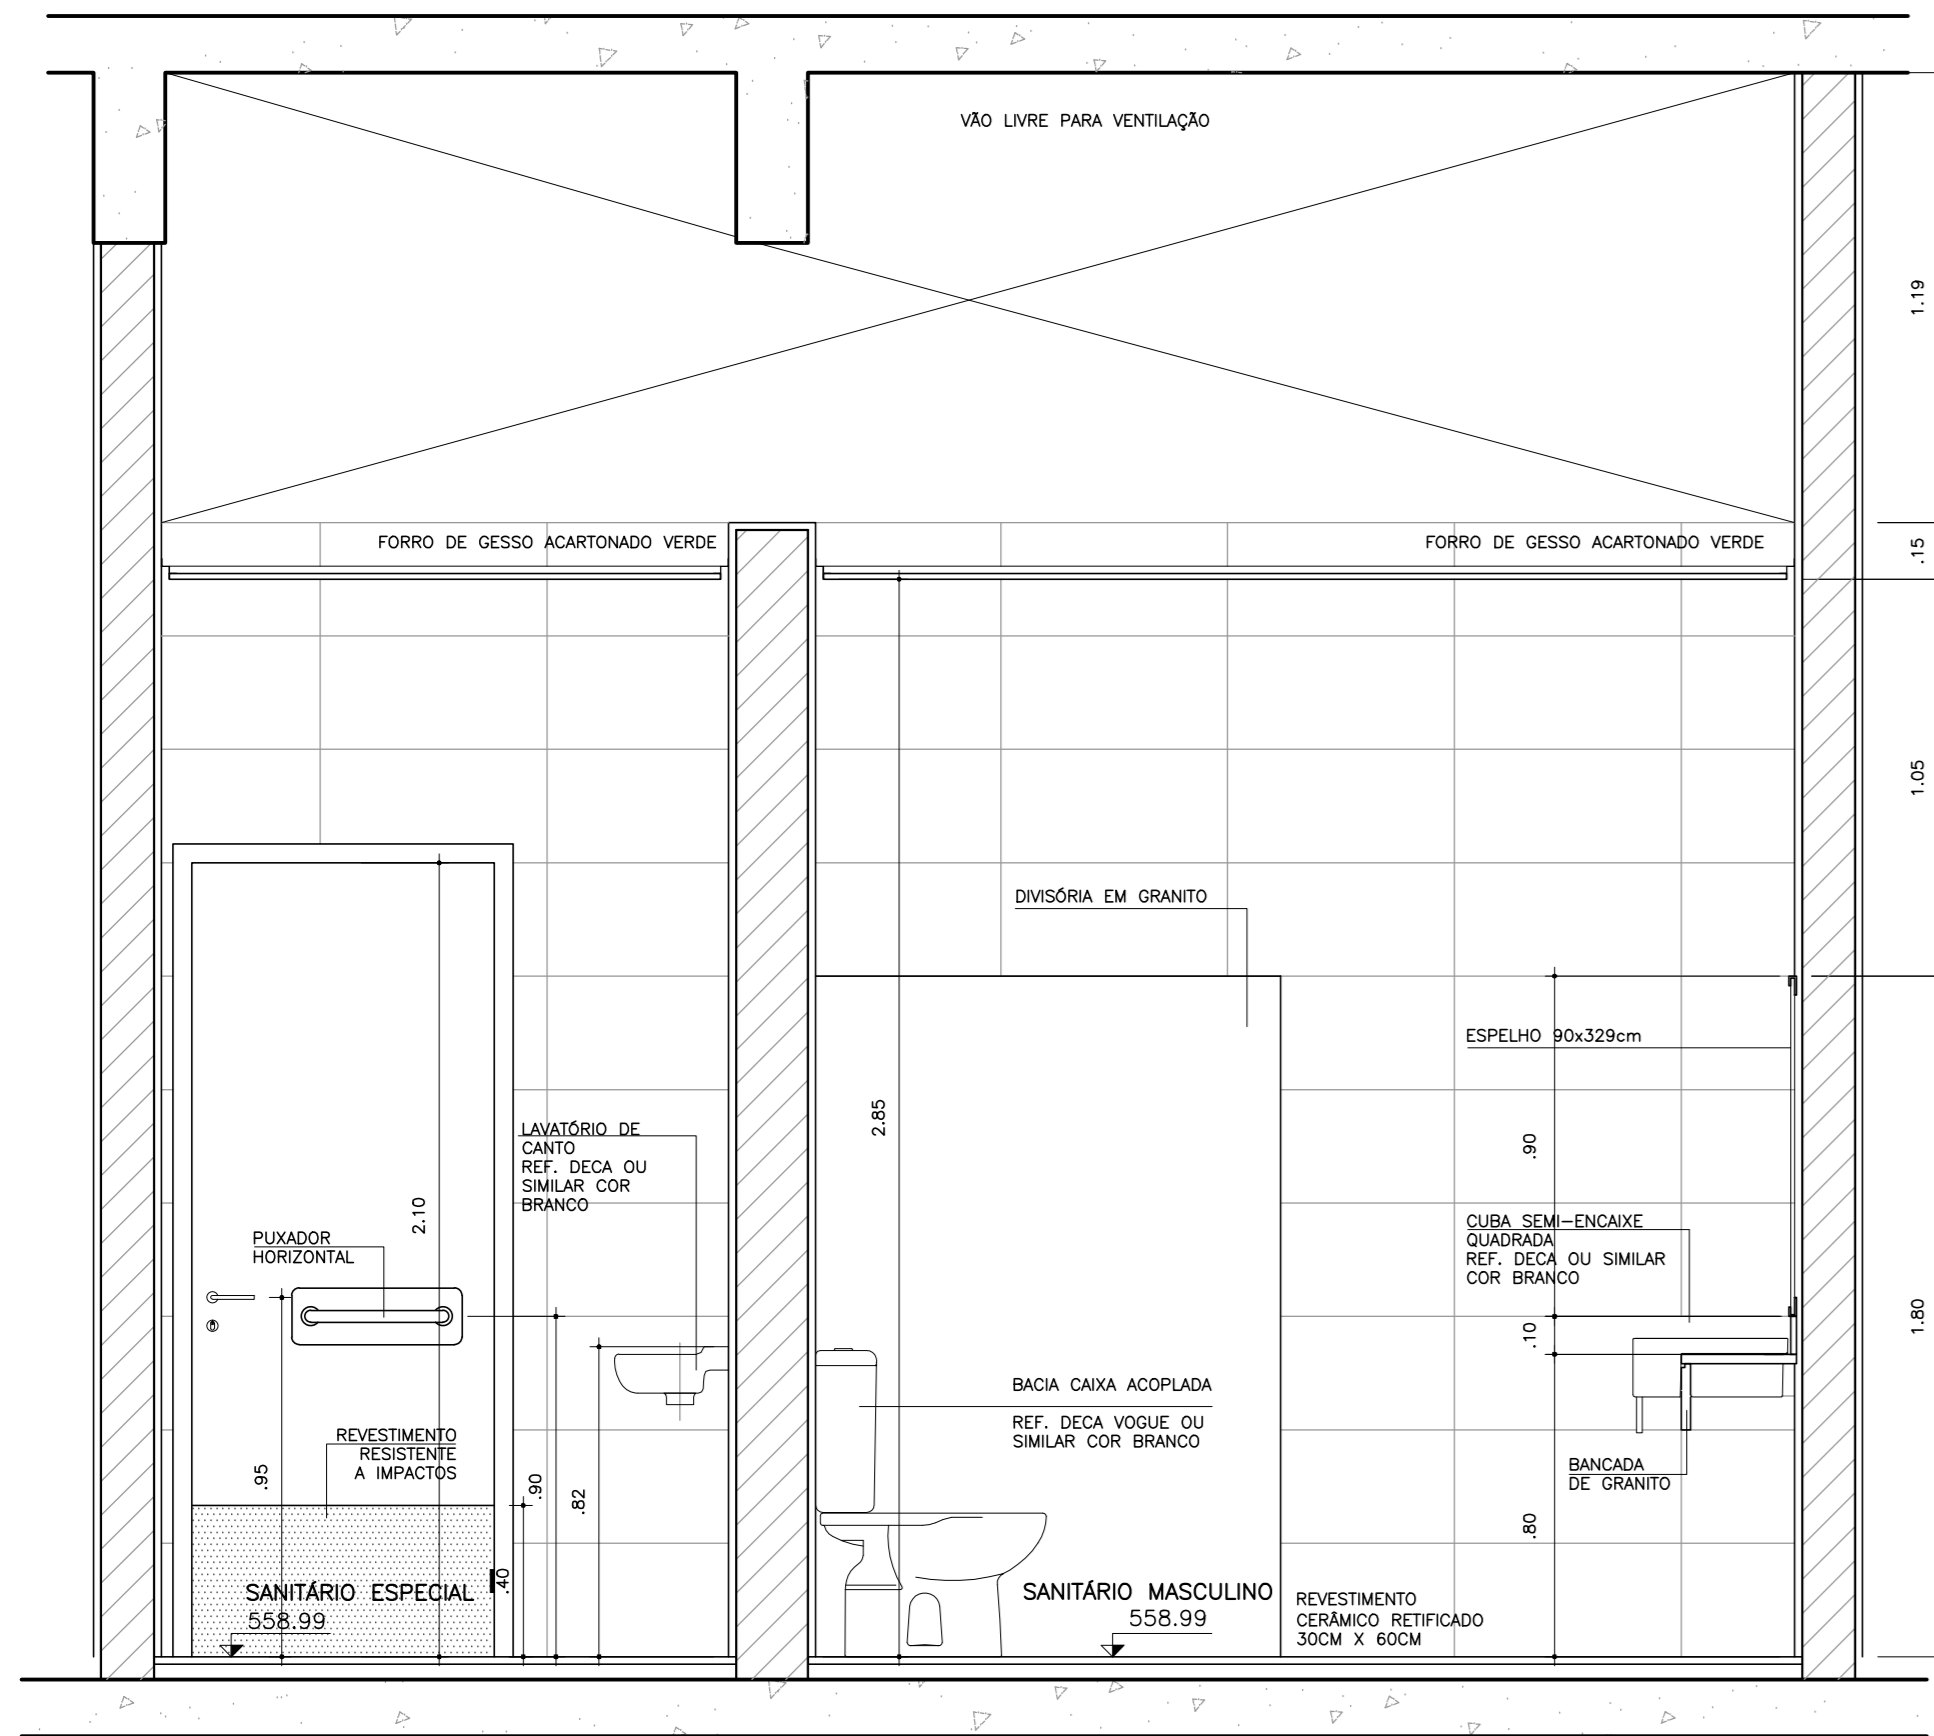 VÃO LIVRE PARA VENTILAÇÃO
1.19
FORRO DE GESSO ACARTONADO VERDE
FORRO DE GESSO ACARTONADO VERDE
.15
1.05
DIVISÓRIA EM GRANITO
ESPELHO 90x329cm
2.85
.90
LAVATÓRIO DE
CANTO
REF. DECA OU
SIMILAR COR
BRANCO
2.10
PUXADOR
HORIZONTAL
CUBA SEMI-ENCAIXE
QUADRADA
REF. DECA OU SIMILAR
COR BRANCO
1.80
.10
BACIA CAIXA ACOPLADA
REF. DECA VOGUE OU
SIMILAR COR BRANCO
REVESTIMENTO
RESISTENTE
A IMPACTOS
.95
.90
.82
BANCADA
DE GRANITO
.80
.40
SANITÁRIO ESPECIAL
558.99
SANITÁRIO MASCULINO
558.99
REVESTIMENTO
CERÂMICO RETIFICADO
30CM X 60CM